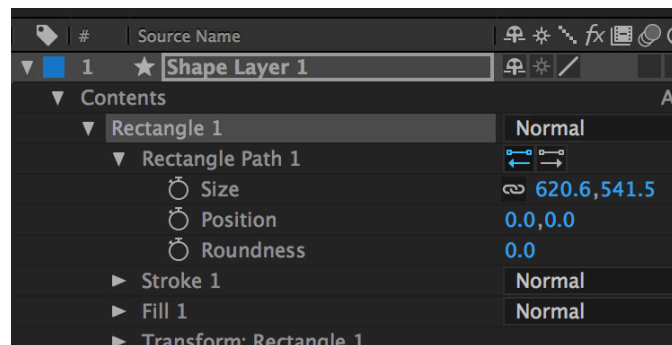 # Source Name fx
1 Shape Layer 1
Contents A
Rectangle 1 Normal
Rectangle Path 1
Size 620.6,541.5
Position 0.0,0.0
Roundness 0.0
Stroke 1 Normal
Fill 1 Normal
Transform: Rectangle 1